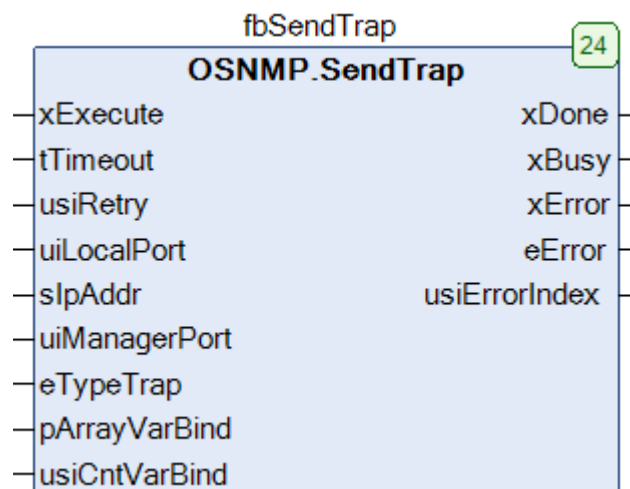 fbSendTrap
24
OSNMP.SendTrap
xExecute xDone
tTimeout xBusy
usiRetry xError
uiLocalPort eError
sIpAddr usiErrorIndex
uiManagerPort
eTypeTrap
pArrayVarBind
usiCntVarBind